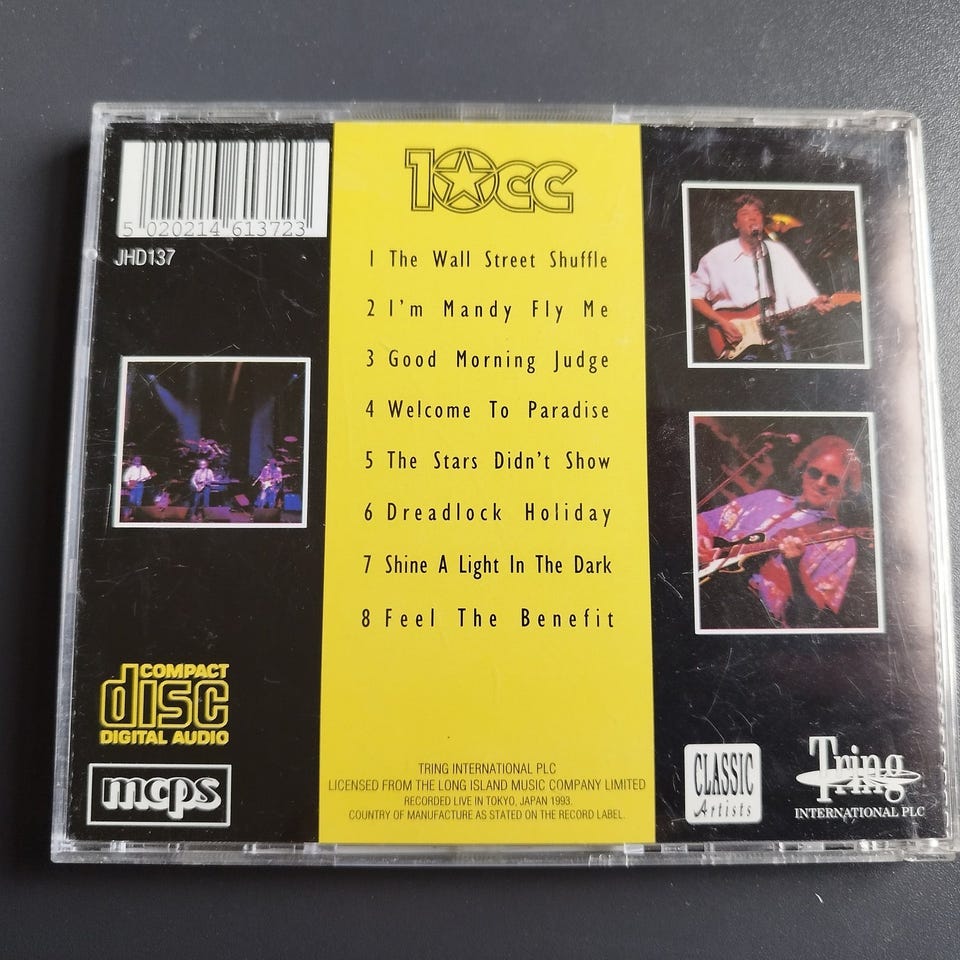 5 020214 613723
JHD137
10cc
1 The Wall Street Shuffle
2 I'm Mandy Fly Me
3 Good Morning Judge
4 Welcome To Paradise
5 The Stars Didn't Show
6 Dreadlock Holiday
7 Shine A Light In The Dark
8 Feel The Benefit
COMPACT
disc
DIGITAL AUDIO
mcps
TRING INTERNATIONAL PLC
LICENSED FROM THE LONG ISLAND MUSIC COMPANY LIMITED
RECORDED LIVE IN TOKYO, JAPAN 1993.
COUNTRY OF MANUFACTURE AS STATED ON THE RECORD LABEL.
CLASSIC
Artists
Tring
INTERNATIONAL PLC